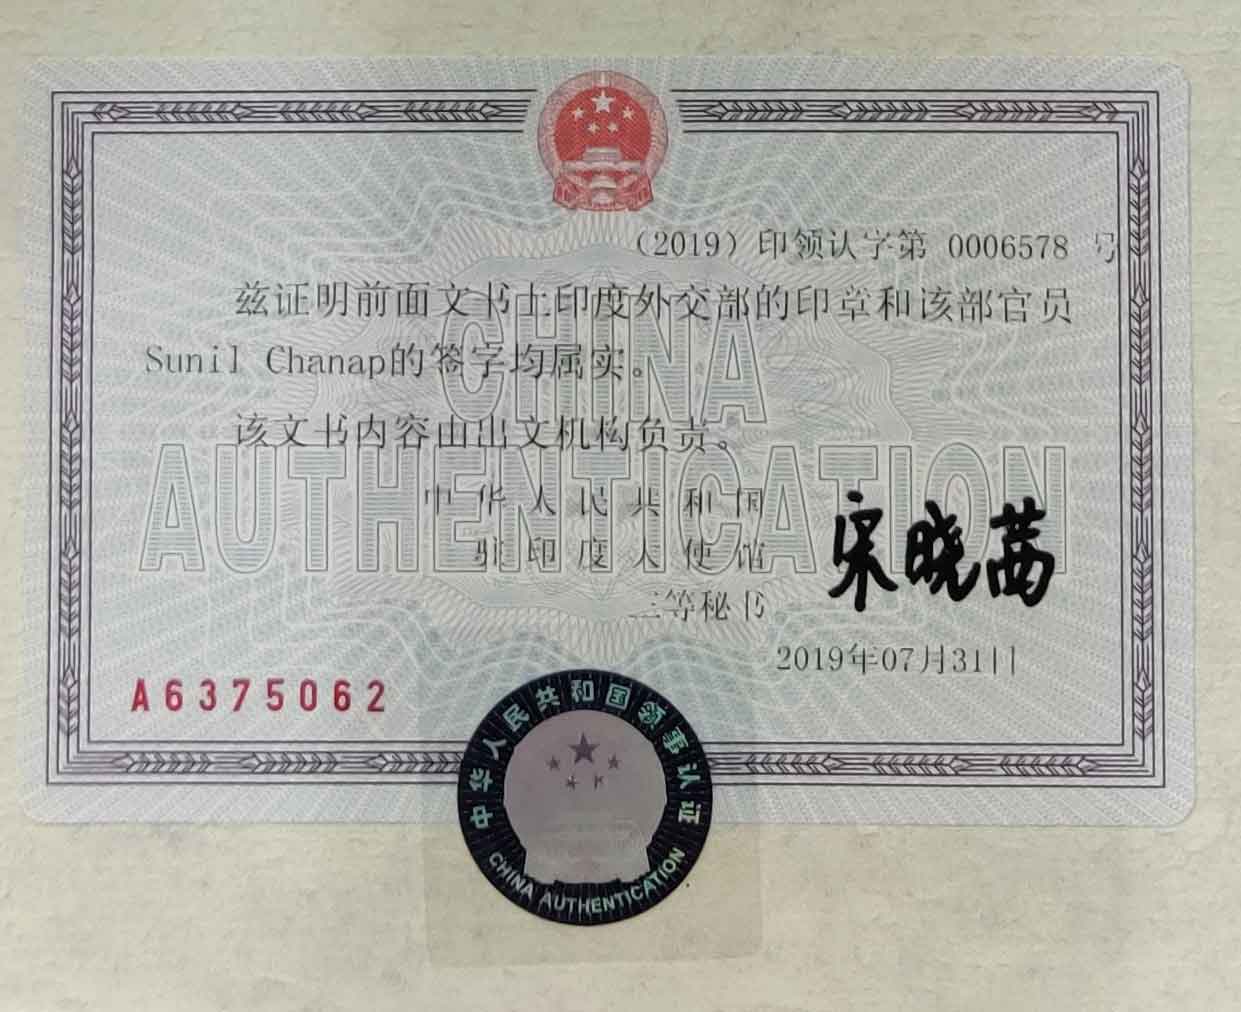 （2019）印领认字第 0006578 号
兹证明前面文书上印度外交部的印章和该部官员
Sunil Chanap的签字均属实。
该文书内容由出文机构负责。
CHINA
AUTHENTICATION
中华人民共和国
驻印度大使馆
三等秘书
宋晓茜
2019年07月31日
A6375062
中华人民共和国领事认证
CHINA AUTHENTICATION